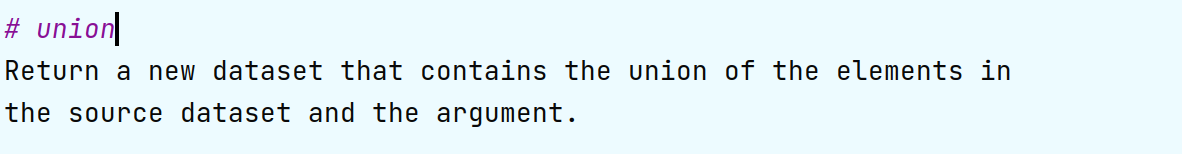 # union
Return a new dataset that contains the union of the elements in
the source dataset and the argument.